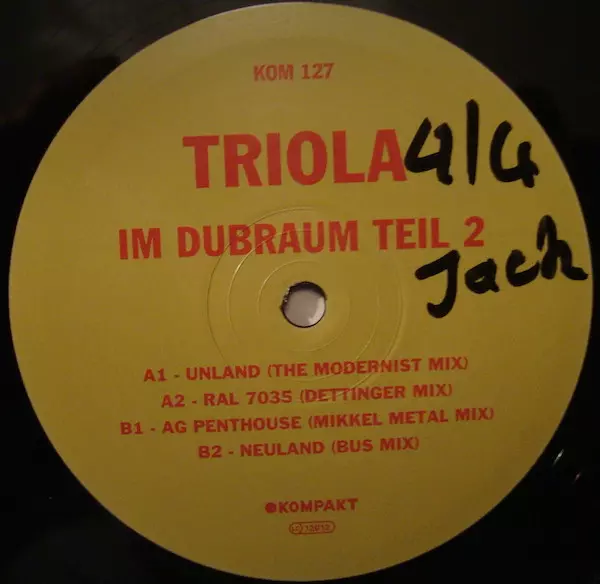 KOM 127
TRIOLA
4/4
IM DUBRAUM TEIL 2
Jack
A1 - UNLAND (THE MODERNIST MIX)
A2 - RAL 7035 (DETTINGER MIX)
B1 - AG PENTHOUSE (MIKKEL METAL MIX)
B2 - NEULAND (BUS MIX)
KOMPAKT